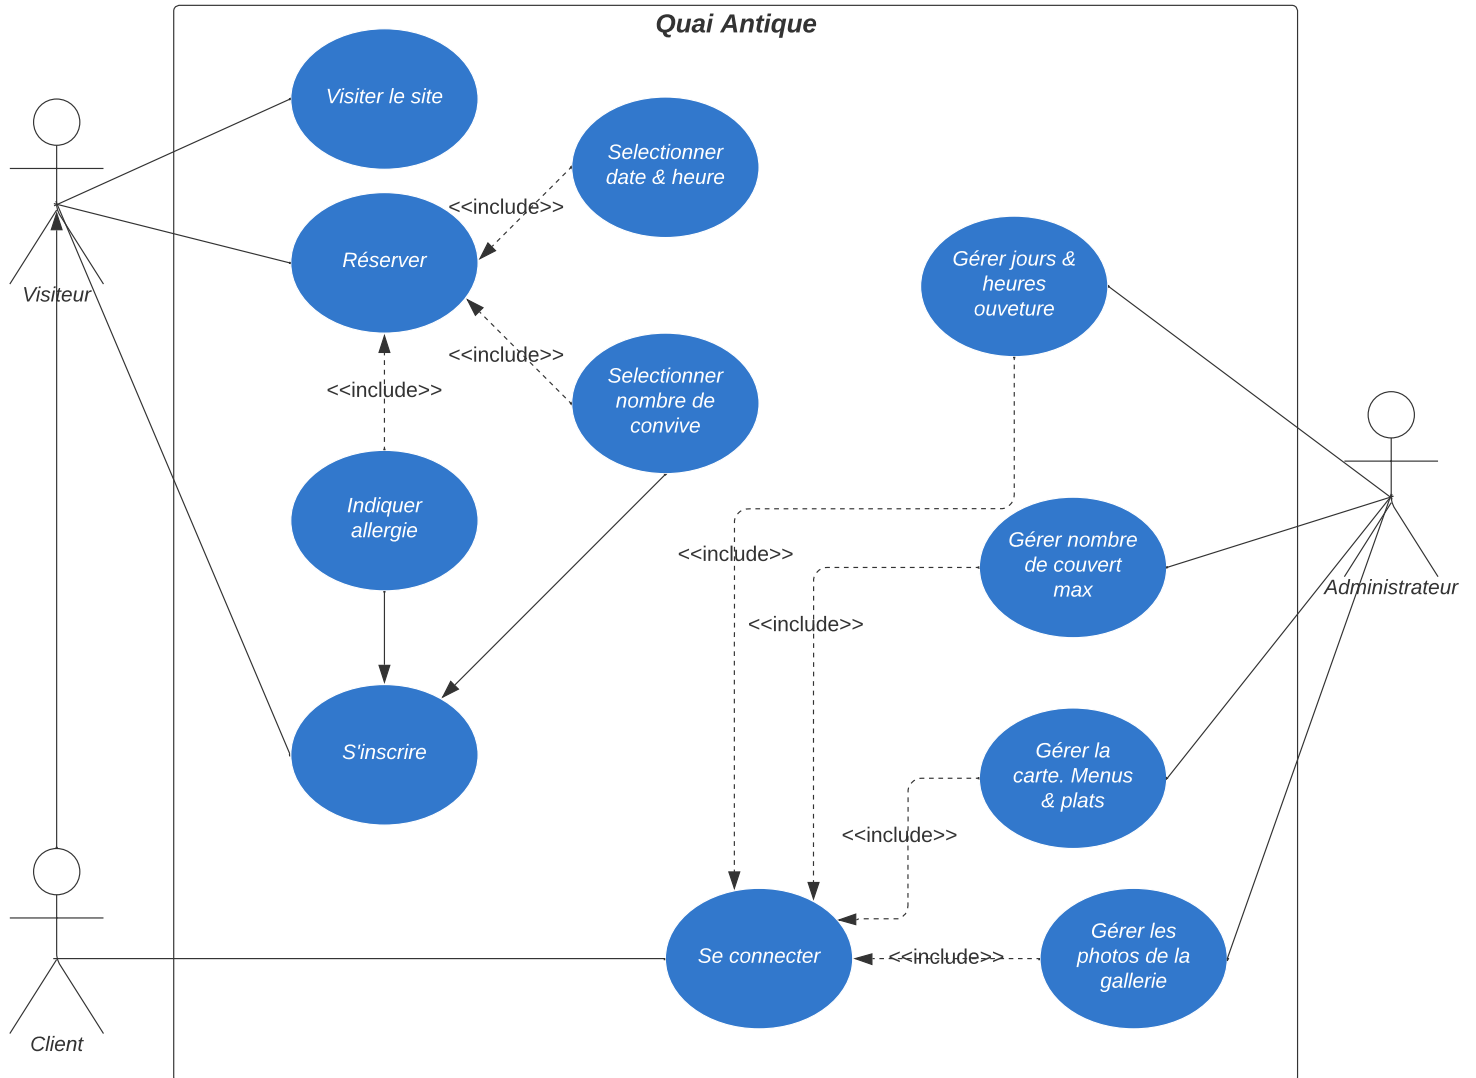 Quai Antique
Visiter le site
Selectionner
date & heure
<<include>>
Réserver
Visiteur
Gérer jours &
heures
ouveture
<<include>>
<<include>>
Selectionner
nombre de
convive
Indiquer
allergie
<<include>>
Gérer nombre
de couvert
max
Administrateur
<<include>>
S'inscrire
Gérer la
carte. Menus
& plats
<<include>>
Se connecter
<<include>>
Gérer les
photos de la
gallerie
Client